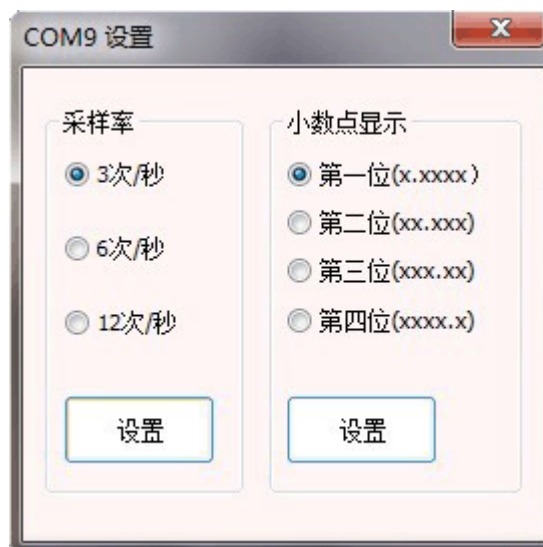 COM9 设置
采样率
3次/秒
6次/秒
12次/秒
设置
小数点显示
第一位(x.xxxx）
第二位(xx.xxx)
第三位(xxx.xx)
第四位(xxxx.x)
设置